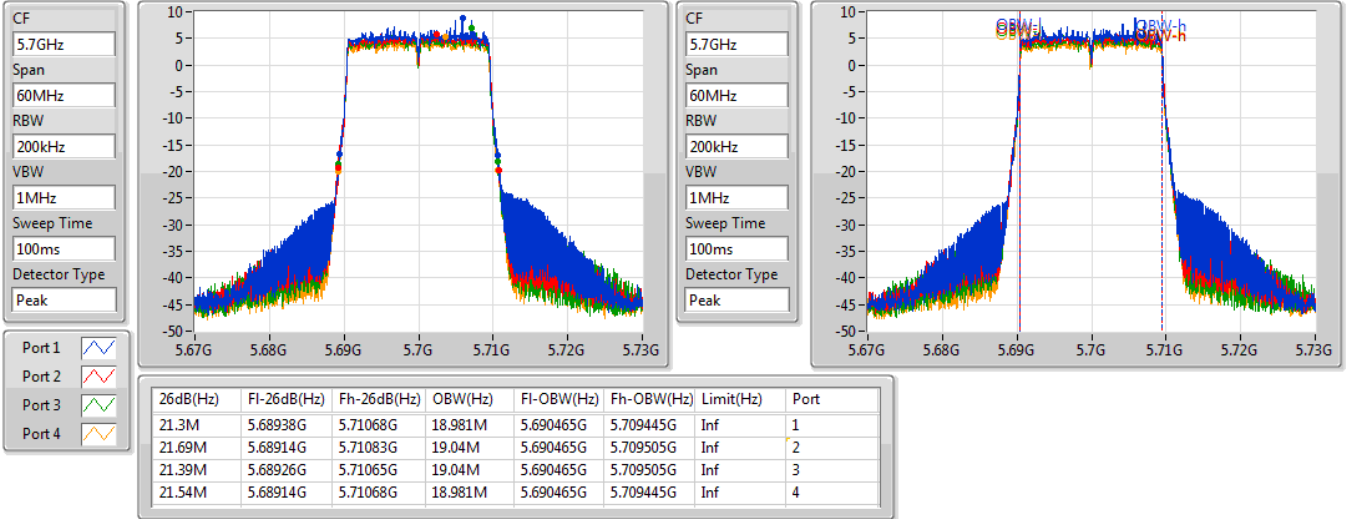 CF
5.7GHz
Span
60MHz
RBW
200kHz
VBW
1MHz
Sweep Time
100ms
Detector Type
Peak
10
5
0
-5
-10
-15
-20
-25
-30
-35
-40
-45
-50
5.67G 5.68G 5.69G 5.7G 5.71G 5.72G 5.73G
CF
5.7GHz
Span
60MHz
RBW
200kHz
VBW
1MHz
Sweep Time
100ms
Detector Type
Peak
10
5
0
-5
-10
-15
-20
-25
-30
-35
-40
-45
-50
OBW-h
5.67G 5.68G 5.69G 5.7G 5.71G 5.72G 5.73G
Port 1
Port 2
Port 3
Port 4
26dB(Hz) Fl-26dB(Hz) Fh-26dB(Hz) OBW(Hz) Fl-OBW(Hz) Fh-OBW(Hz) Limit(Hz) Port
21.3M 5.68938G 5.71068G 18.981M 5.690465G 5.709445G Inf 1
21.69M 5.68914G 5.71083G 19.04M 5.690465G 5.709505G Inf 2
21.39M 5.68926G 5.71065G 19.04M 5.690465G 5.709505G Inf 3
21.54M 5.68914G 5.71068G 18.981M 5.690465G 5.709445G Inf 4